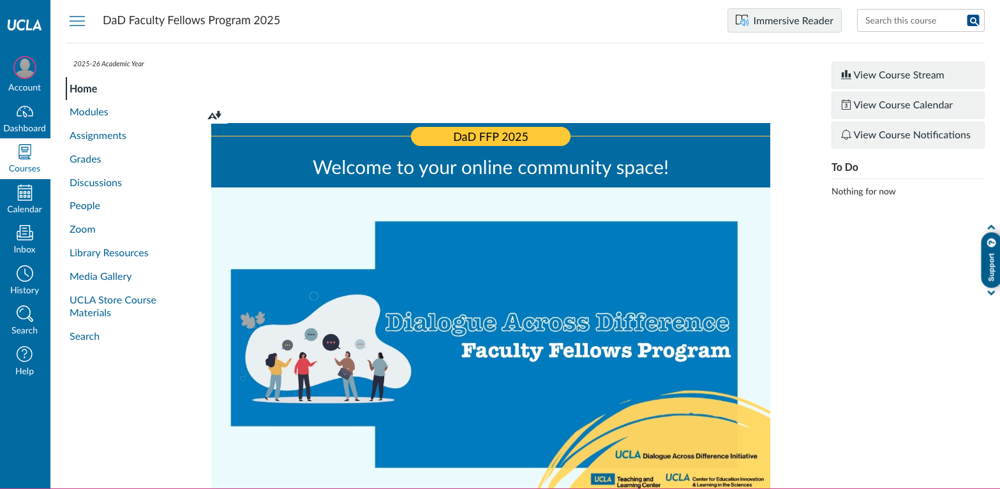 UCLA
Account
Dashboard
Courses
Calendar
Inbox
History
Search
Help
DaD Faculty Fellows Program 2025
Immersive Reader
Search this course
2025-26 Academic Year
Home
Modules
Assignments
Grades
Discussions
People
Zoom
Library Resources
Media Gallery
UCLA Store Course
Materials
Search
DaD FFP 2025
Welcome to your online community space!
Dialogue Across Difference
Faculty Fellows Program
UCLA Dialogue Across Difference Initiative
UCLA Teaching and
Learning Center
UCLA Center for Education Innovation
& Learning in the Sciences
View Course Stream
3 View Course Calendar
View Course Notifications
To Do
Nothing for now
Support ?